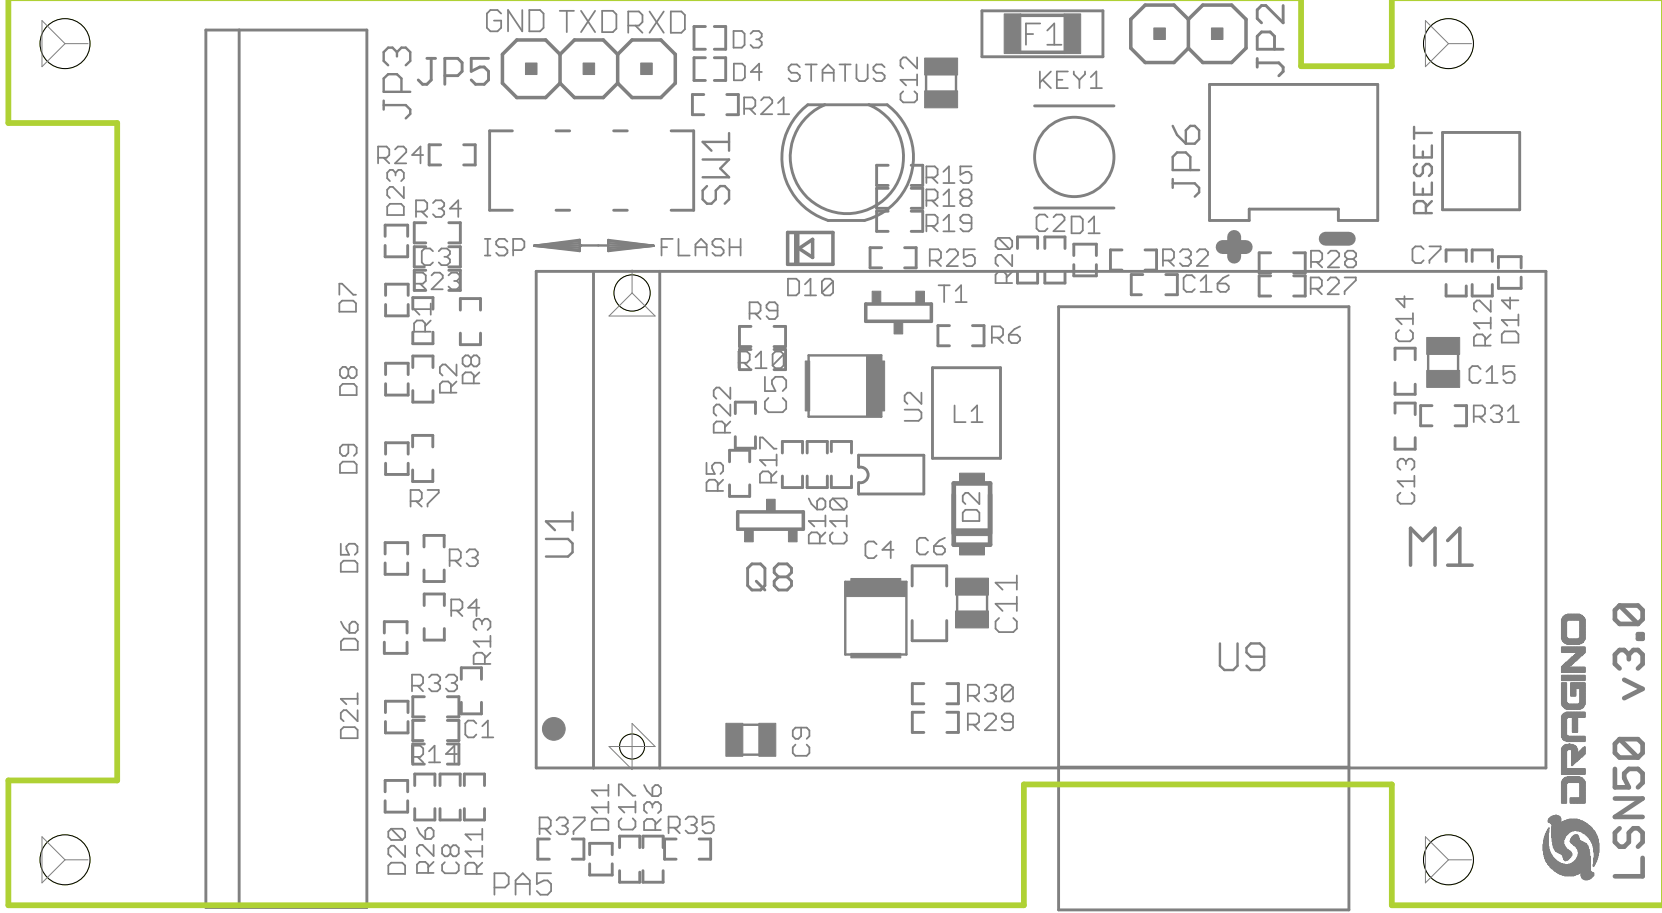 GND TXD RXD
D3
F1
JP2
JP3
JP5
D4
STATUS
C12
KEY1
R21
R24
SW1
JP6
RESET
D23
R15
R18
R34
R19
C2
D1
ISP
FLASH
C3
R25
R20
R32
R28
C7
R23
D10
T1
C16
R27
D7
R1
R9
R6
C14
R12
D14
R8
R10
D8
R2
C5
U2
L1
C15
R22
R31
D9
R5
R17
C13
R7
D2
R16
C10
U1
M1
D5
R3
C4
C6
Q8
R4
C11
D6
R13
U9
DRAGINO
LSN50 v3.0
R33
R30
D21
C1
R29
R14
C9
D11
C17
R36
R37
R35
D20
R26
C8
R11
PA5